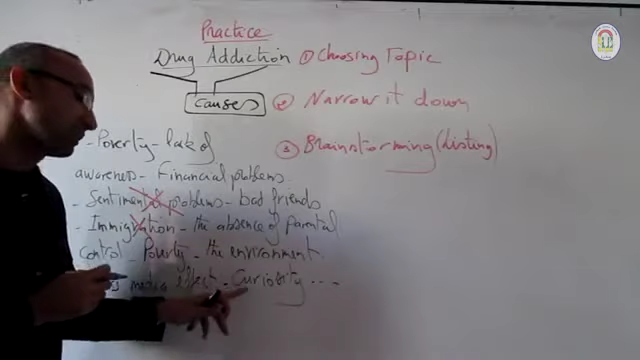 Practice
Drug Addiction
causes
① Choosing Topic
② Narrow it down
③ Brainstorming (listing)
- Poverty - lack of
awareness - Financial problems.
- Sentimental problems - bad friends
- Immigration - the absence of parental
control - Poverty - the environment.
media effect - Curiosity ...